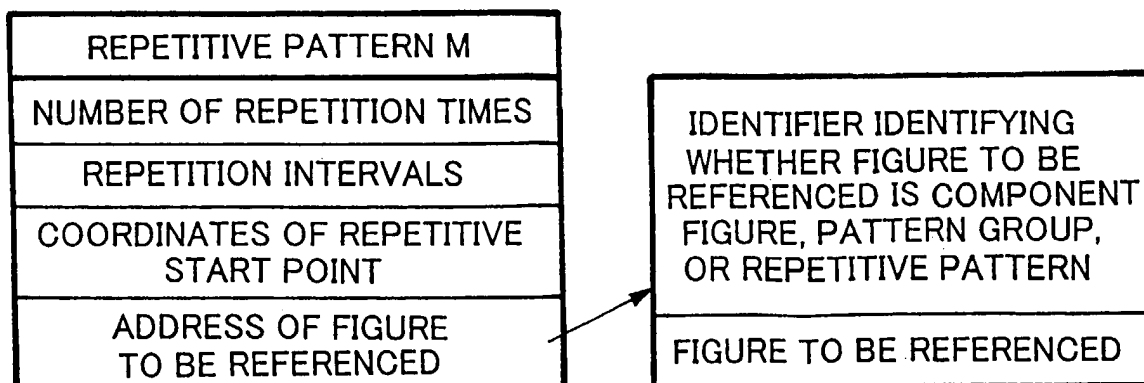 REPETITIVE PATTERN M
NUMBER OF REPETITION TIMES
REPETITION INTERVALS
COORDINATES OF REPETITIVE
START POINT
ADDRESS OF FIGURE
TO BE REFERENCED
IDENTIFIER IDENTIFYING
WHETHER FIGURE TO BE
REFERENCED IS COMPONENT
FIGURE, PATTERN GROUP,
OR REPETITIVE PATTERN
FIGURE TO BE REFERENCED